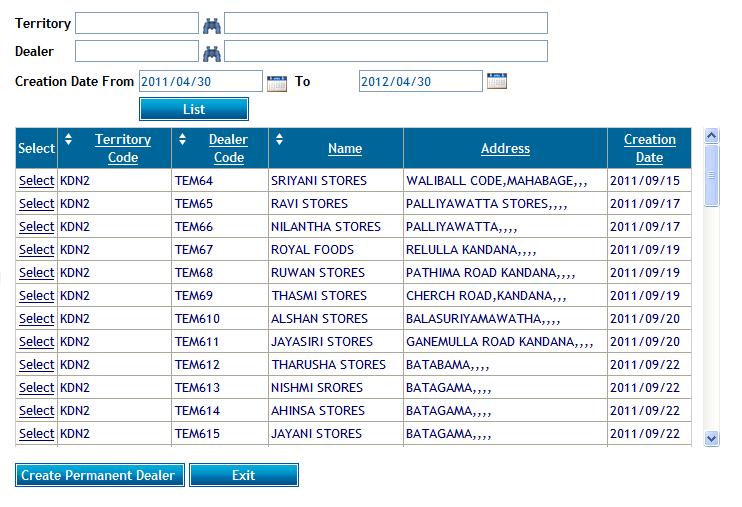 Territory
Dealer
Creation Date From 2011/04/30 To 2012/04/30
List
Select Territory Code Dealer Code Name Address Creation Date
Select KDN2 TEM64 SRIYANI STORES WALIBALL CODE,MAHABAGE,,, 2011/09/15
Select KDN2 TEM65 RAVI STORES PALLIYAWATTA STORES,,,, 2011/09/17
Select KDN2 TEM66 NILANTHA STORES PALLIYAWATTA,,,, 2011/09/17
Select KDN2 TEM67 ROYAL FOODS RELULLA KANDANA,,,, 2011/09/19
Select KDN2 TEM68 RUWAN STORES PATHIMA ROAD KANDANA,,,, 2011/09/19
Select KDN2 TEM69 THASMI STORES CHERCH ROAD,KANDANA,,, 2011/09/19
Select KDN2 TEM610 ALSHAN STORES BALASURIYAMAWATHA,,,, 2011/09/20
Select KDN2 TEM611 JAYASIRI STORES GANEMULLA ROAD KANDANA,,,, 2011/09/20
Select KDN2 TEM612 THARUSHA STORES BATABAMA,,,, 2011/09/22
Select KDN2 TEM613 NISHMI SRORES BATAGAMA,,,, 2011/09/22
Select KDN2 TEM614 AHINSA STORES BATAGAMA,,,, 2011/09/22
Select KDN2 TEM615 JAYANI STORES BATAGAMA,,,, 2011/09/22
Create Permanent Dealer Exit